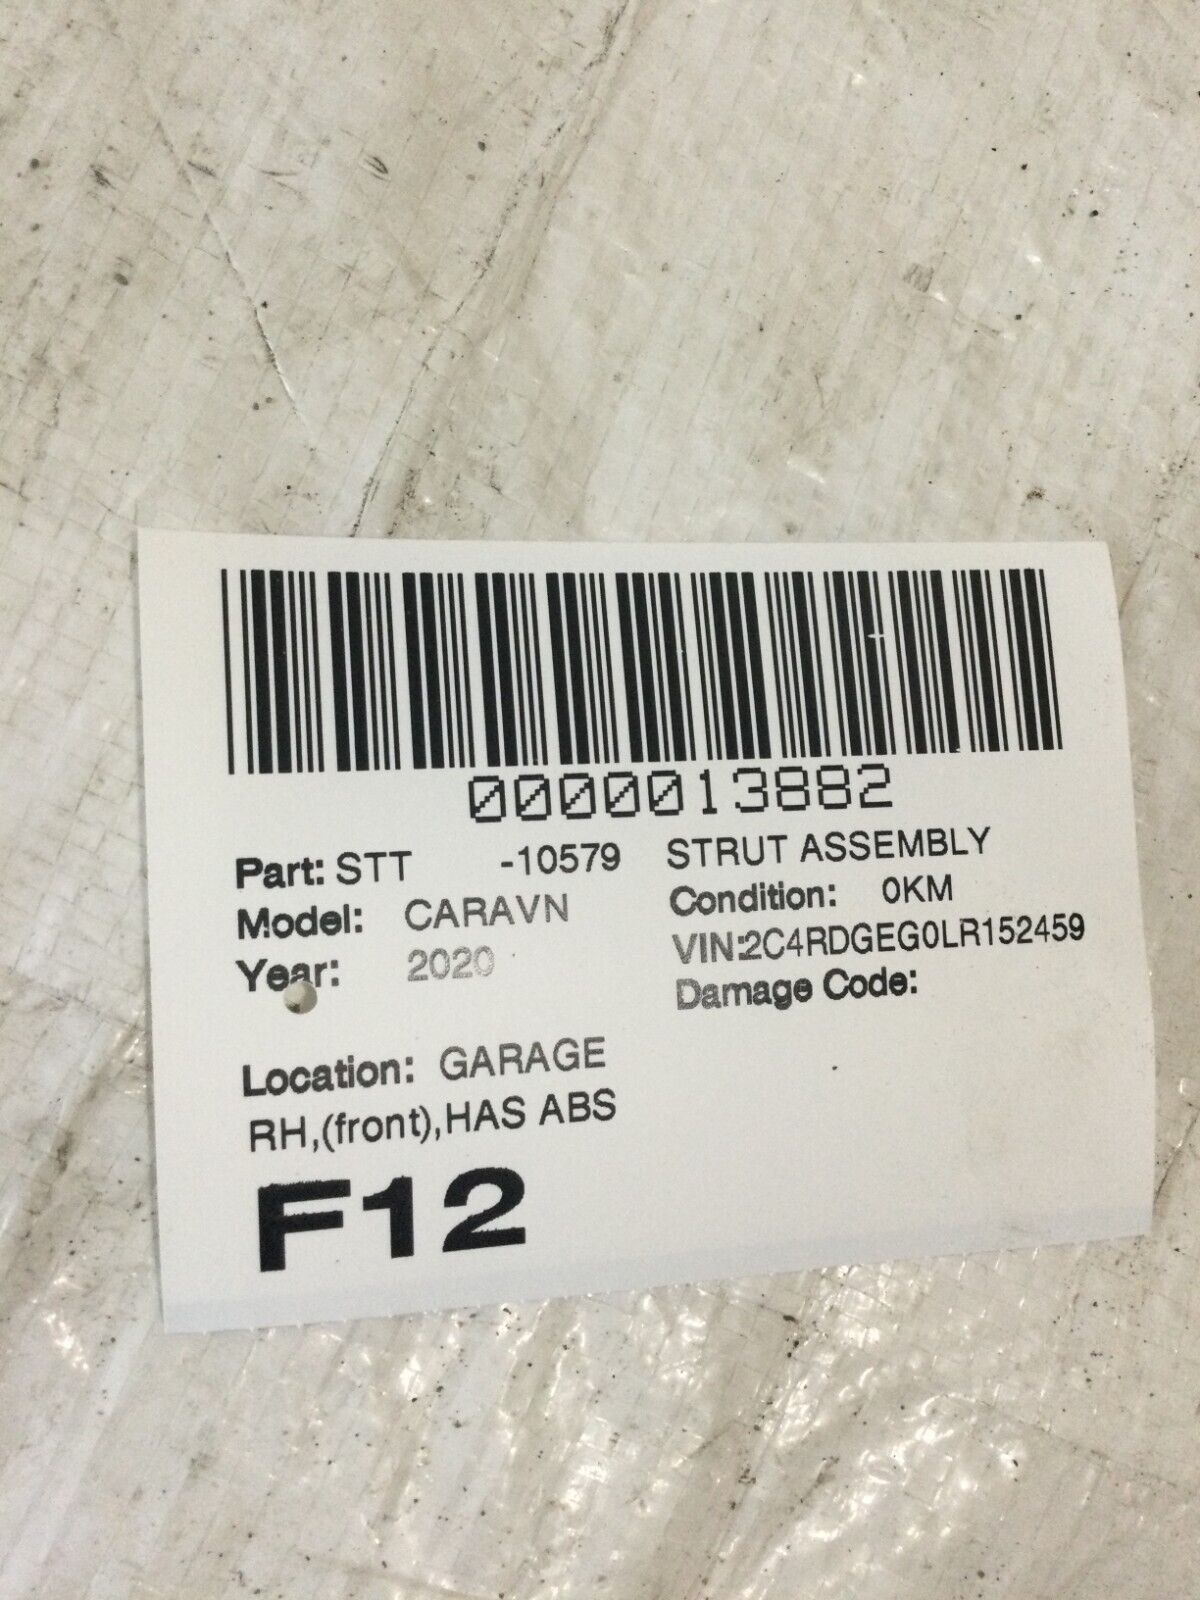 0000013882
Part: STT -10579 STRUT ASSEMBLY
Model: CARAVN Condition: 0KM
Year: 2020 VIN:2C4RDGEG0LR152459
Damage Code:
Location: GARAGE
RH,(front),HAS ABS
F12